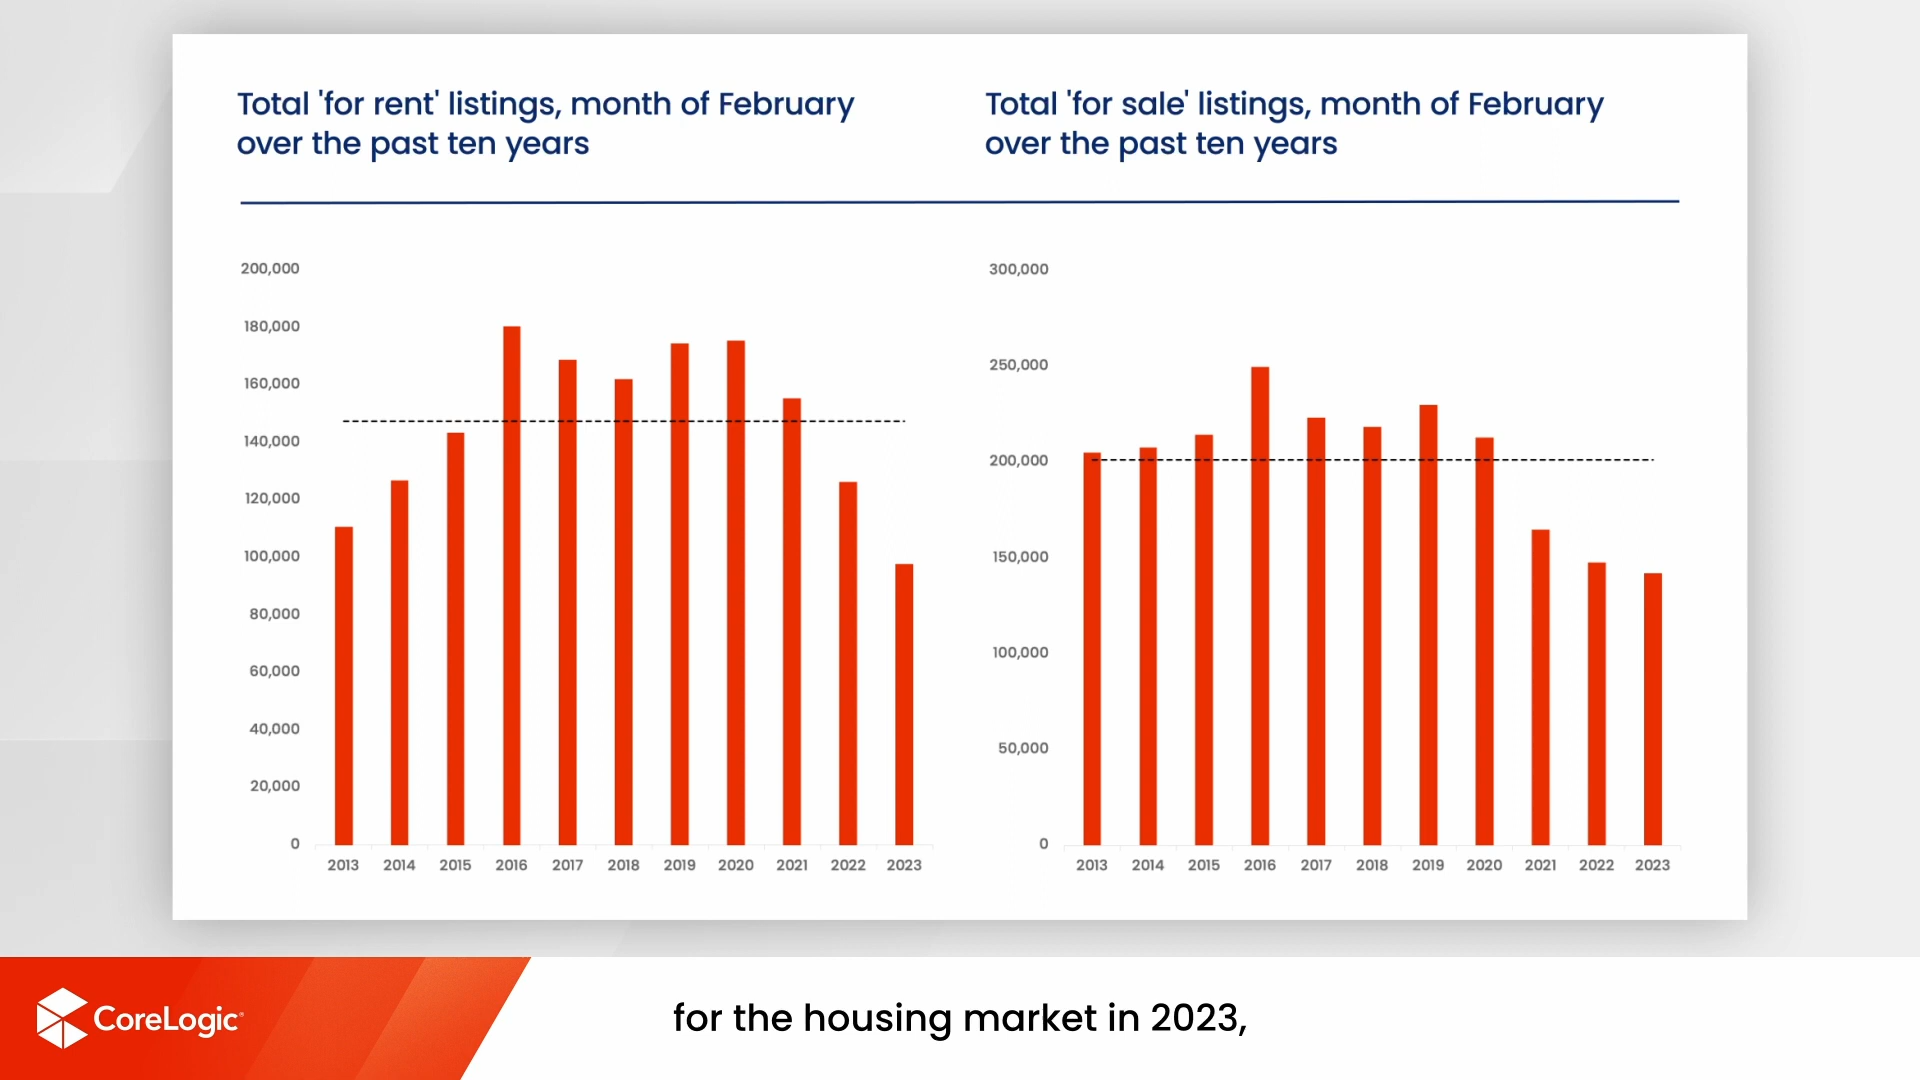 Total 'for rent' listings, month of February
over the past ten years
200,000
180,000
160,000
140,000
120,000
100,000
80,000
60,000
40,000
20,000
0
2013 2014 2015 2016 2017 2018 2019 2020 2021 2022 2023
Total 'for sale' listings, month of February
over the past ten years
300,000
250,000
200,000
150,000
100,000
50,000
0
2013 2014 2015 2016 2017 2018 2019 2020 2021 2022 2023
CoreLogic
for the housing market in 2023,